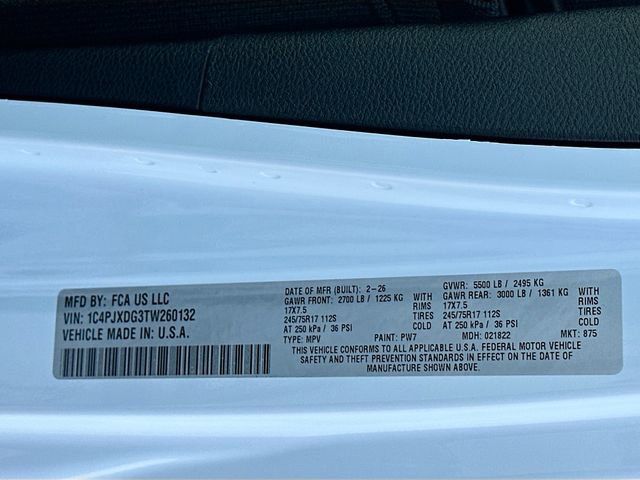 MFD BY: FCA US LLC
VIN: 1C4PJXDG3TW260132
VEHICLE MADE IN U.S.A.
DATE OF MFR (BUILT): 2-26
GAWR FRONT: 2700 LB / 1225 KG WITH
17X7.5 RIMS
245/75R17 112S TIRES
AT 250 kPa / 36 PSI COLD
TYPE: MPV PAINT: PW7
GVWR: 5500 LB / 2495 KG
GAWR REAR: 3000 LB / 1361 KG WITH
17X7.5 RIMS
245/75R17 112S TIRES
AT 250 kPa / 36 PSI COLD
MDH: 021822 MKT: 875
THIS VEHICLE CONFORMS TO ALL APPLICABLE U.S.A. FEDERAL MOTOR VEHICLE
SAFETY AND THEFT PREVENTION STANDARDS IN EFFECT ON THE DATE OF
MANUFACTURE SHOWN ABOVE.